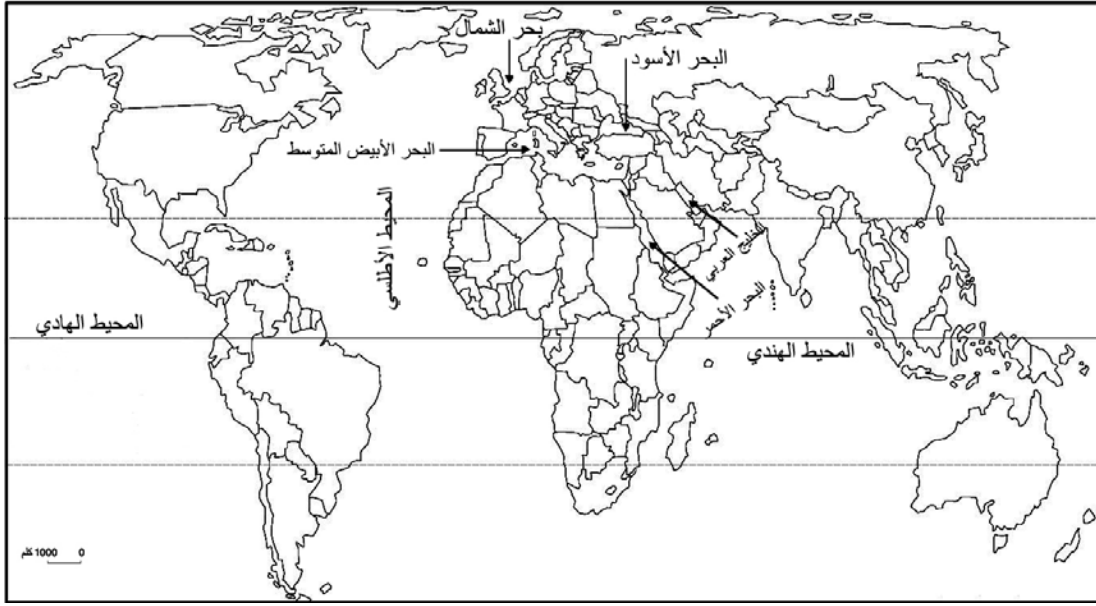 بحر الشمال
البحر الأسود
البحر الأبيض المتوسط
المحيط الأطلسي
الخليج العربي
البحر الأحمر
المحيط الهادي
المحيط الهندي
0 1000 كلم